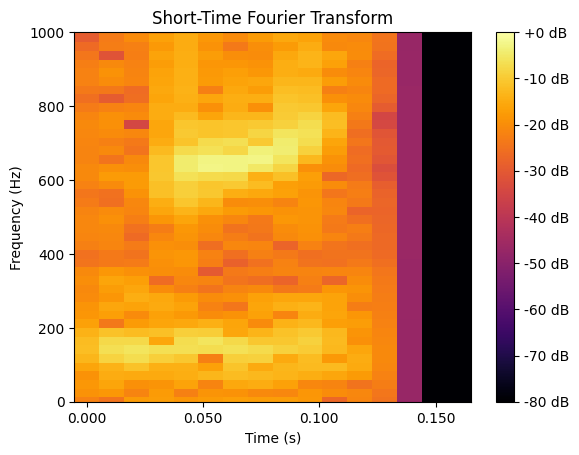 Short-Time Fourier Transform
1000
800
600
400
200
0
Frequency (Hz)
0.000
0.050
0.100
0.150
Time (s)
+0 dB
-10 dB
-20 dB
-30 dB
-40 dB
-50 dB
-60 dB
-70 dB
-80 dB